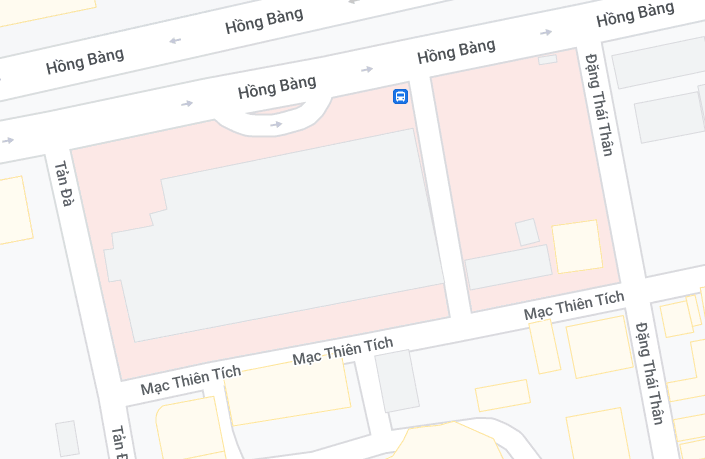 Hồng Bàng
Hồng Bàng
Hồng Bàng
Hồng Bàng
Hồng Bàng
Đặng Thái Thân
Tản Đà
Mạc Thiên Tích
Mạc Thiên Tích
Mạc Thiên Tích
Đặng Thái Thân
Tản Đ